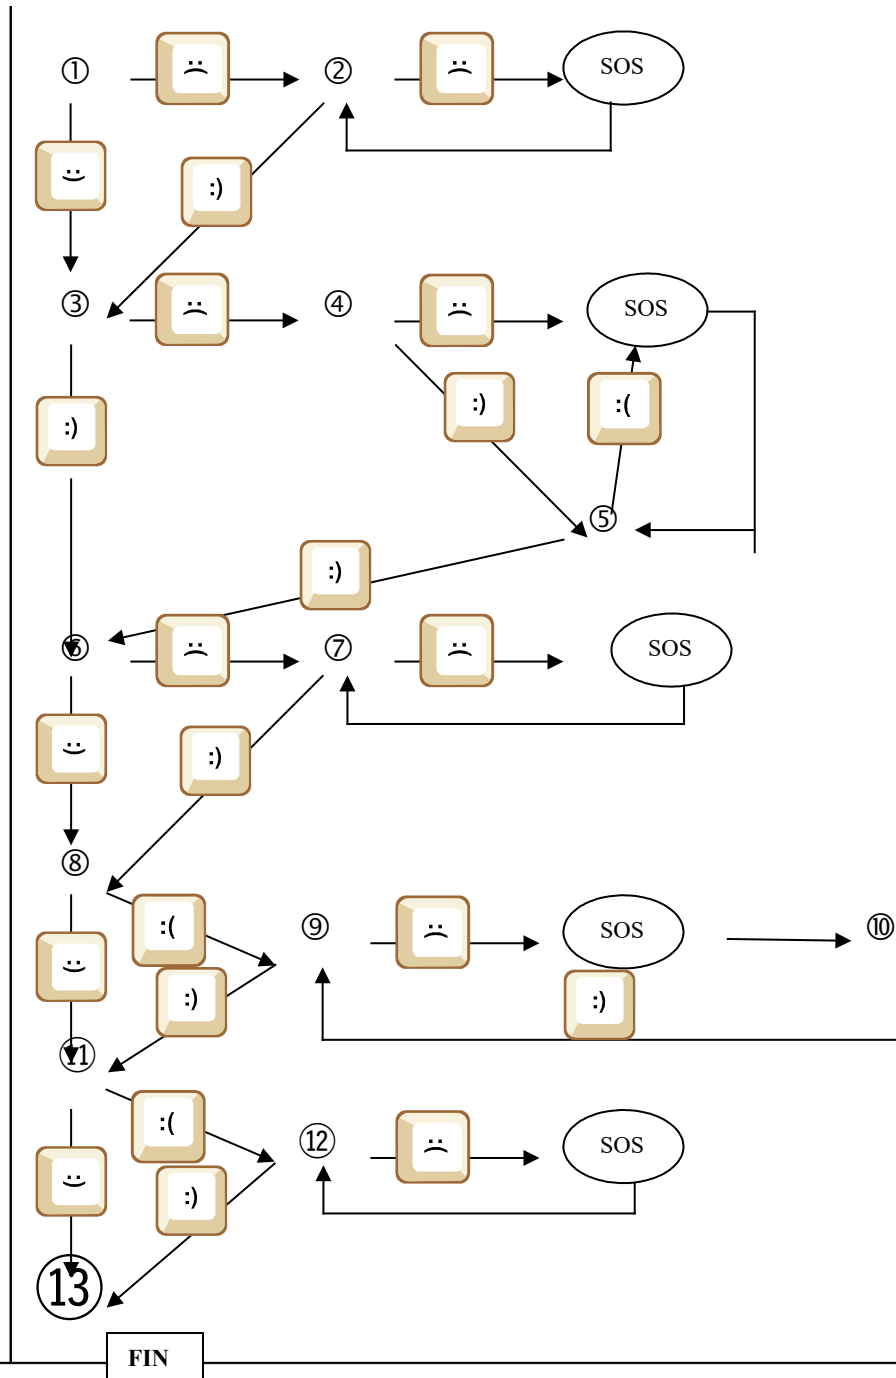 ① :( ② :( SOS
:) :)
③ :( ④ :( SOS
:) :) :(
⑤
:)
⑥ :( ⑦ :( SOS
:) :)
⑧
:( ⑨ :( SOS ⑩
:) :) :)
⑪
:( ⑫ :( SOS
:) :)
⑬
FIN